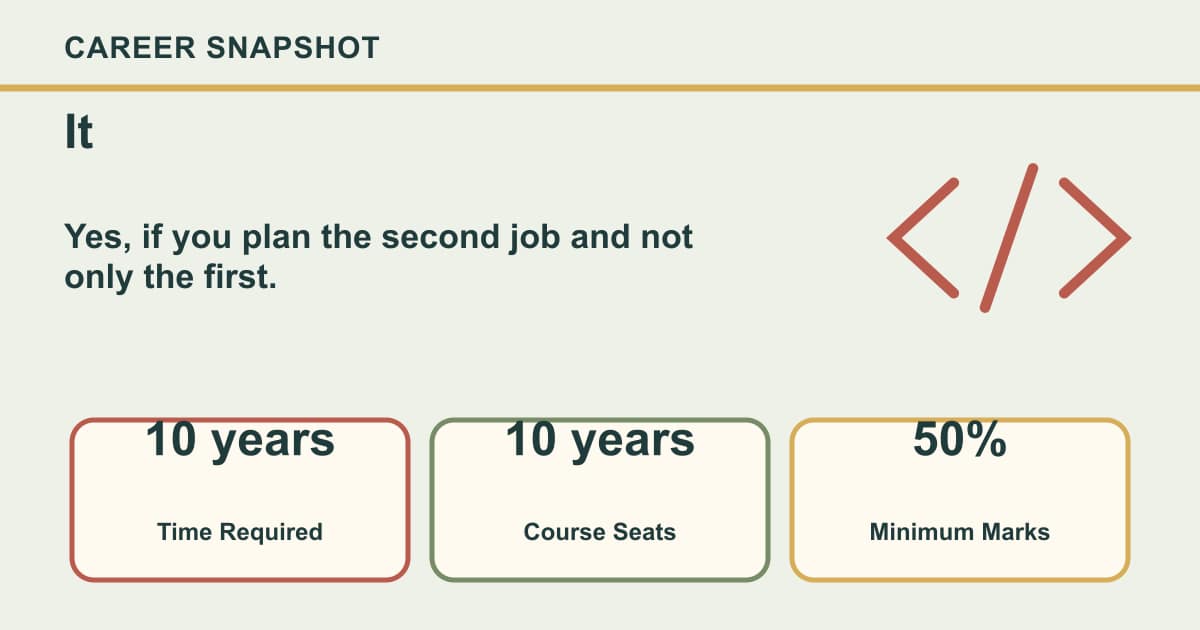 CAREER SNAPSHOT
It
Yes, if you plan the second job and not
only the first.
10 years
Time Required
10 years
Course Seats
50%
Minimum Marks